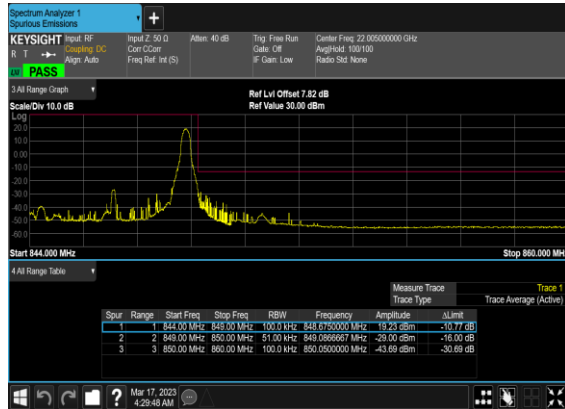 Spectrum Analyzer 1
Spurious Emissions
KEYSIGHT Input: RF Input Z: 50 Ω Atten: 40 dB Trig: Free Run Center Freq: 22.005000000 GHz
R T Coupling: DC Corr CCorr Gate: Off Avg|Hold: 100/100
Align: Auto Freq Ref: Int (S) IF Gain: Low Radio Std: None
PASS
3 All Range Graph
Ref Lvl Offset 7.82 dB
Scale/Div 10.0 dB Ref Value 30.00 dBm
Log
20.0
10.0
0.00
-10.0
-20.0
-30.0
-40.0
-50.0
-60.0
Start 844.000 MHz Stop 860.000 MH
4 All Range Table
Measure Trace Trace 1
Trace Type Trace Average (Active)
Spur Range Start Freq Stop Freq RBW Frequency Amplitude ΔLimit
1 1 844.00 MHz 849.00 MHz 100.0 kHz 848.6750000 MHz 19.23 dBm -10.77 dB
2 2 849.00 MHz 850.00 MHz 51.00 kHz 849.0866667 MHz -29.00 dBm -16.00 dB
3 3 850.00 MHz 860.00 MHz 100.0 kHz 850.0500000 MHz -43.69 dBm -30.69 dB
Mar 17, 2023
4:29:48 AM